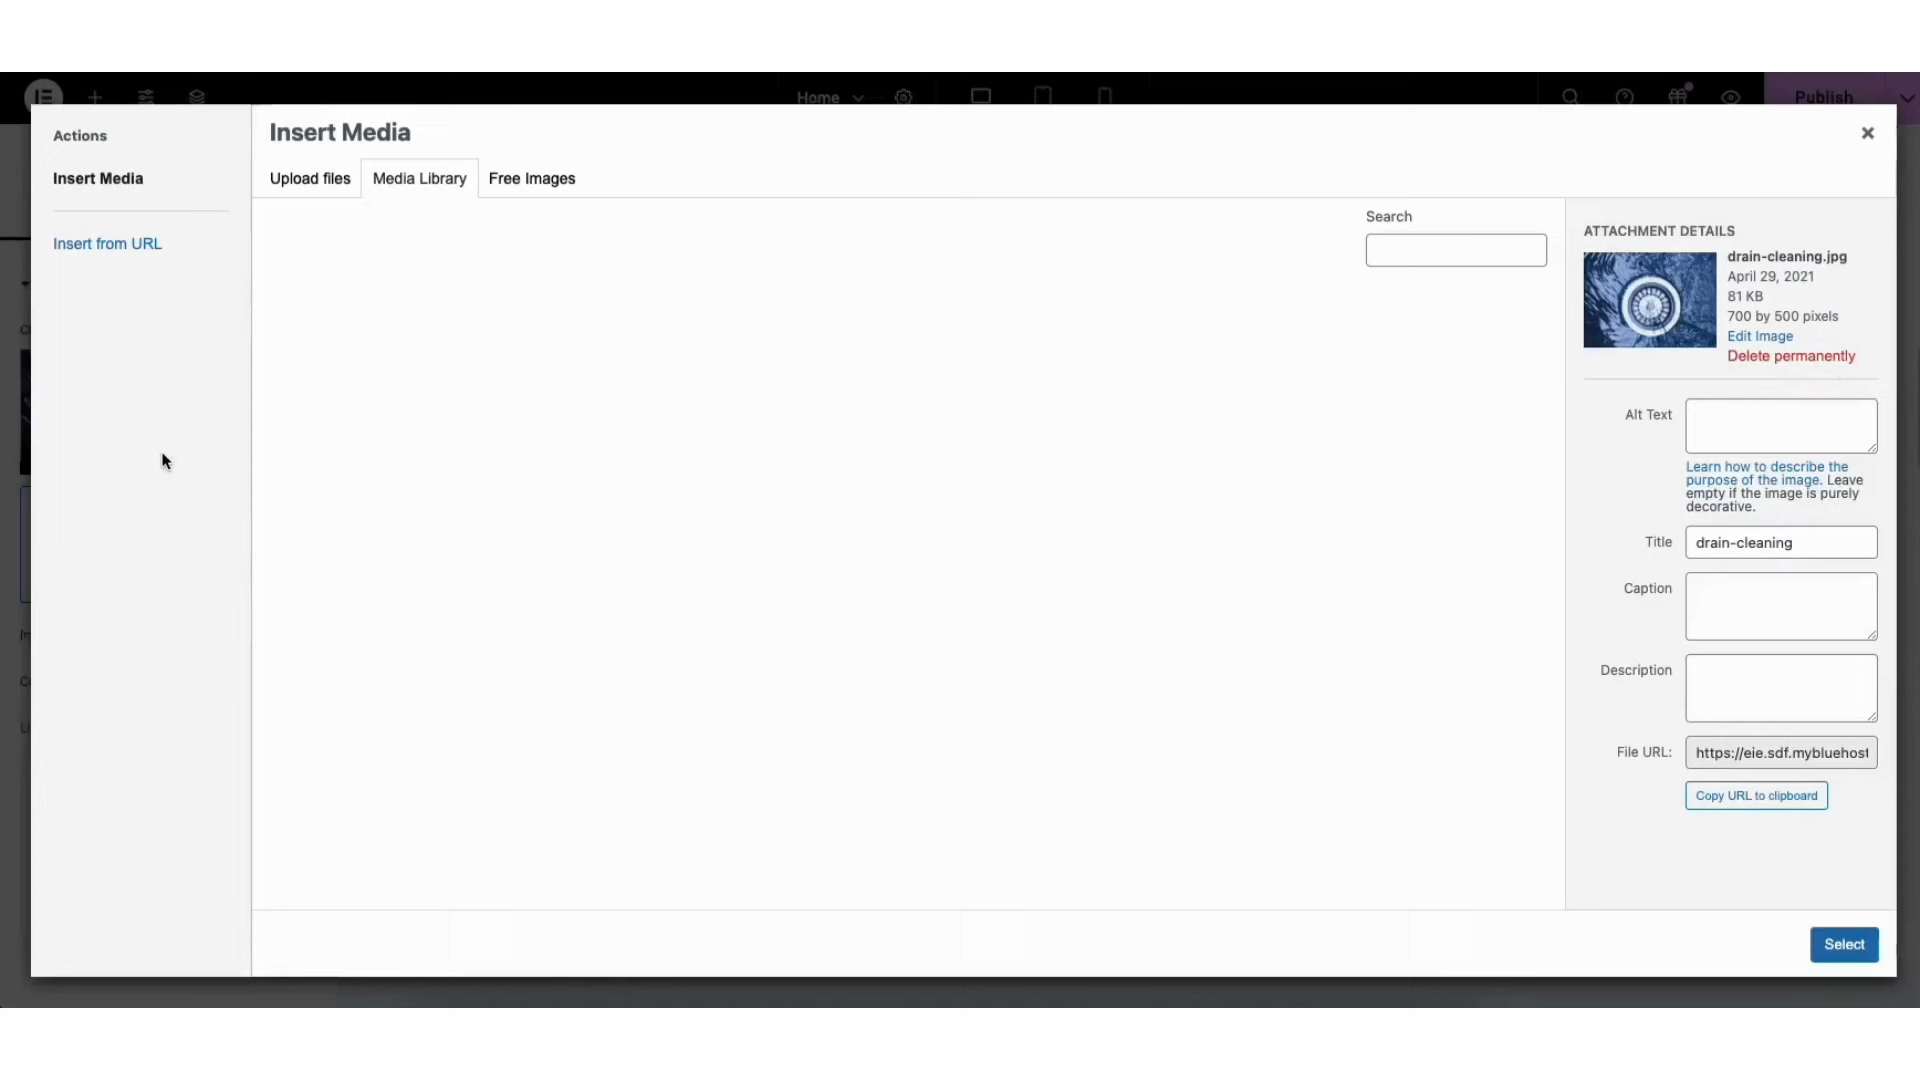 Home
Publish
Actions
Insert Media
Insert from URL
Insert Media
Upload files
Media Library
Free Images
Search
ATTACHMENT DETAILS
drain-cleaning.jpg
April 29, 2021
81 KB
700 by 500 pixels
Edit Image
Delete permanently
Alt Text
Learn how to describe the
purpose of the image. Leave
empty if the image is purely
decorative.
Title
drain-cleaning
Caption
Description
File URL:
https://eie.sdf.mybluehost
Copy URL to clipboard
Select